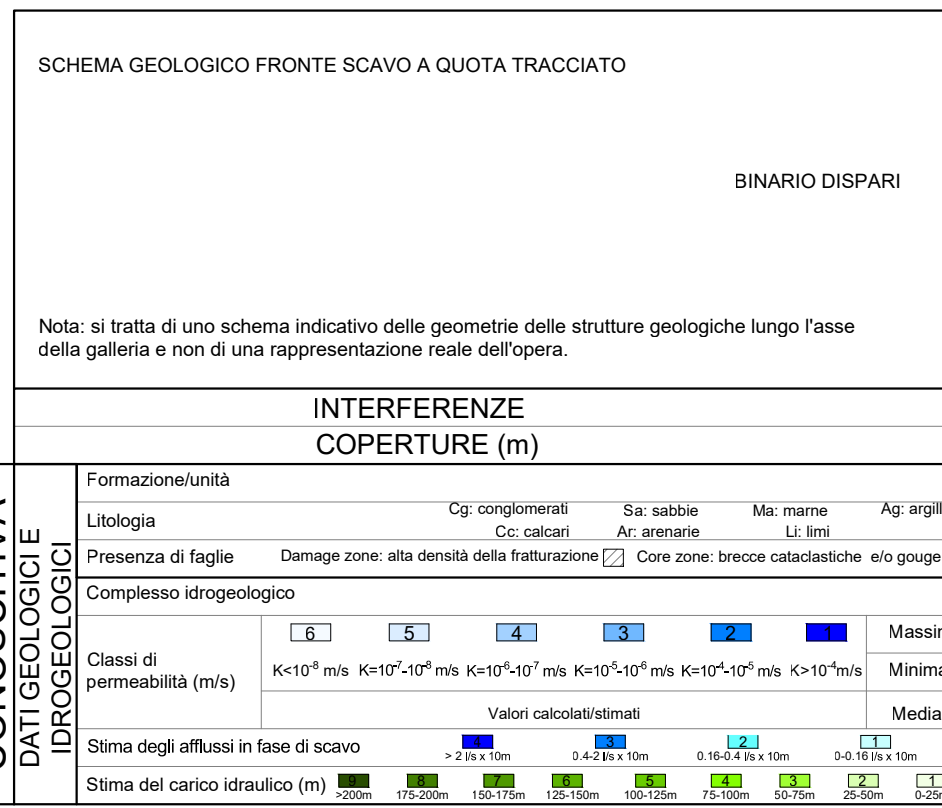 SCHEMA GEOLOGICO FRONTE SCAVO A QUOTA TRACCIATO
BINARIO DISPARI
Nota: si tratta di uno schema indicativo delle geometrie delle strutture geologiche lungo l'asse
della galleria e non di una rappresentazione reale dell'opera.
INTERFERENZE
COPERTURE (m)
DATI GEOLOGICI E
IDROGEOLOGICI
Formazione/unità
Litologia
Cg: conglomerati Sa: sabbie Ma: marne Ag: argill
Cc: calcari Ar: arenarie Li: limi
Presenza di faglie Damage zone: alta densità della fratturazione Core zone: brecce cataclastiche e/o gouge
Complesso idrogeologico
Classi di
permeabilità (m/s)
6 5 4 3 2 1 Massim
K<10⁻⁸ m/s K=10⁻⁷-10⁻⁸ m/s K=10⁻⁶-10⁻⁷ m/s K=10⁻⁵-10⁻⁶ m/s K=10⁻⁴-10⁻⁵ m/s K>10⁻⁴m/s Minima
Valori calcolati/stimati Media
Stima degli afflussi in fase di scavo 4 3 2 1
> 2 l/s x 10m 0.4-2 l/s x 10m 0.16-0.4 l/s x 10m 0-0.16 l/s x 10m
Stima del carico idraulico (m) 9 8 7 6 5 4 3 2 1
>200m 175-200m 150-175m 125-150m 100-125m 75-100m 50-75m 25-50m 0-25m